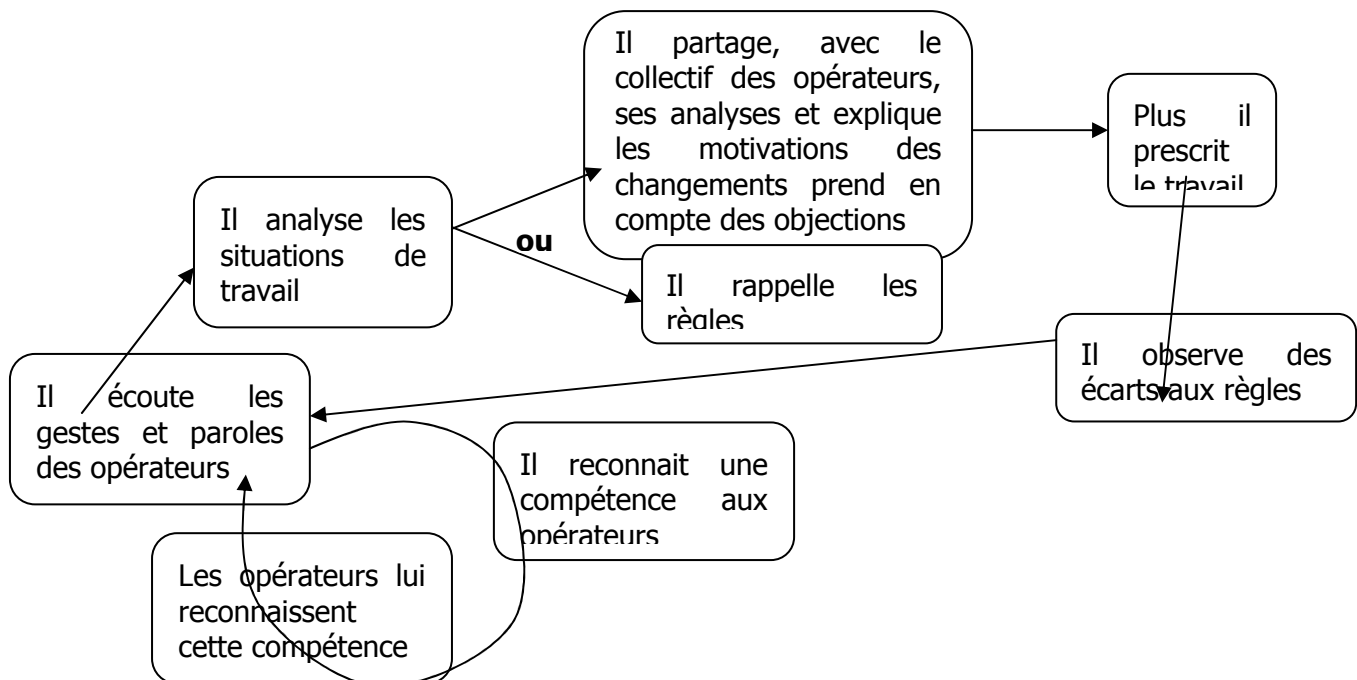 Il partage, avec le
collectif des opérateurs,
ses analyses et explique
les motivations des
changements prend en
compte des objections
Plus il
prescrit
le travail
Il analyse les
situations de
travail
ou
Il rappelle les
règles
Il observe des
écarts aux règles
Il écoute les
gestes et paroles
des opérateurs
Il reconnait une
compétence aux
opérateurs
Les opérateurs lui
reconnaissent
cette compétence